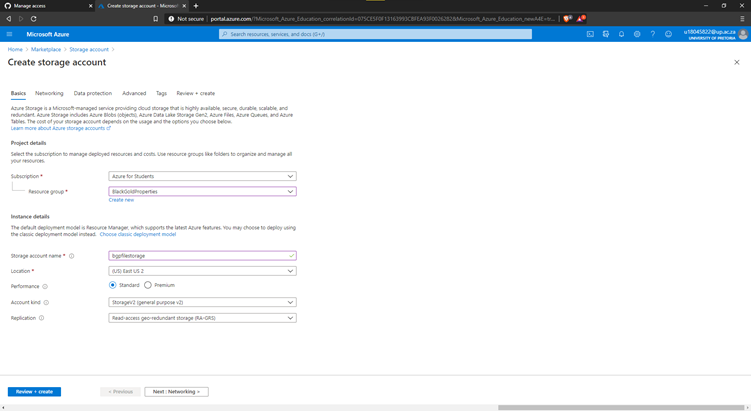 Manage access
Create storage account - Microsof
Not secure
portal.azure.com/?Microsoft_Azure_Education_correlationId=075CE5F0F13163993CBFEA93F0026282&Microsoft_Azure_Education_newA4E=tr...
Microsoft Azure
Search resources, services, and docs (G+/)
u18045822@up.ac.za
UNIVERSITY OF PRETORIA
Home > Marketplace > Storage account >
Create storage account
Basics Networking Data protection Advanced Tags Review + create
Azure Storage is a Microsoft-managed service providing cloud storage that is highly available, secure, durable, scalable, and
redundant. Azure Storage includes Azure Blobs (objects), Azure Data Lake Storage Gen2, Azure Files, Azure Queues, and Azure
Tables. The cost of your storage account depends on the usage and the options you choose below.
Learn more about Azure storage accounts
Project details
Select the subscription to manage deployed resources and costs. Use resource groups like folders to organize and manage all
your resources.
Subscription * Azure for Students
Resource group * BlackGoldProperties
Create new
Instance details
The default deployment model is Resource Manager, which supports the latest Azure features. You may choose to deploy using
the classic deployment model instead. Choose classic deployment model
Storage account name * bgpfilestorage
Location * (US) East US 2
Performance Standard Premium
Account kind StorageV2 (general purpose v2)
Replication Read-access geo-redundant storage (RA-GRS)
Review + create < Previous Next : Networking >